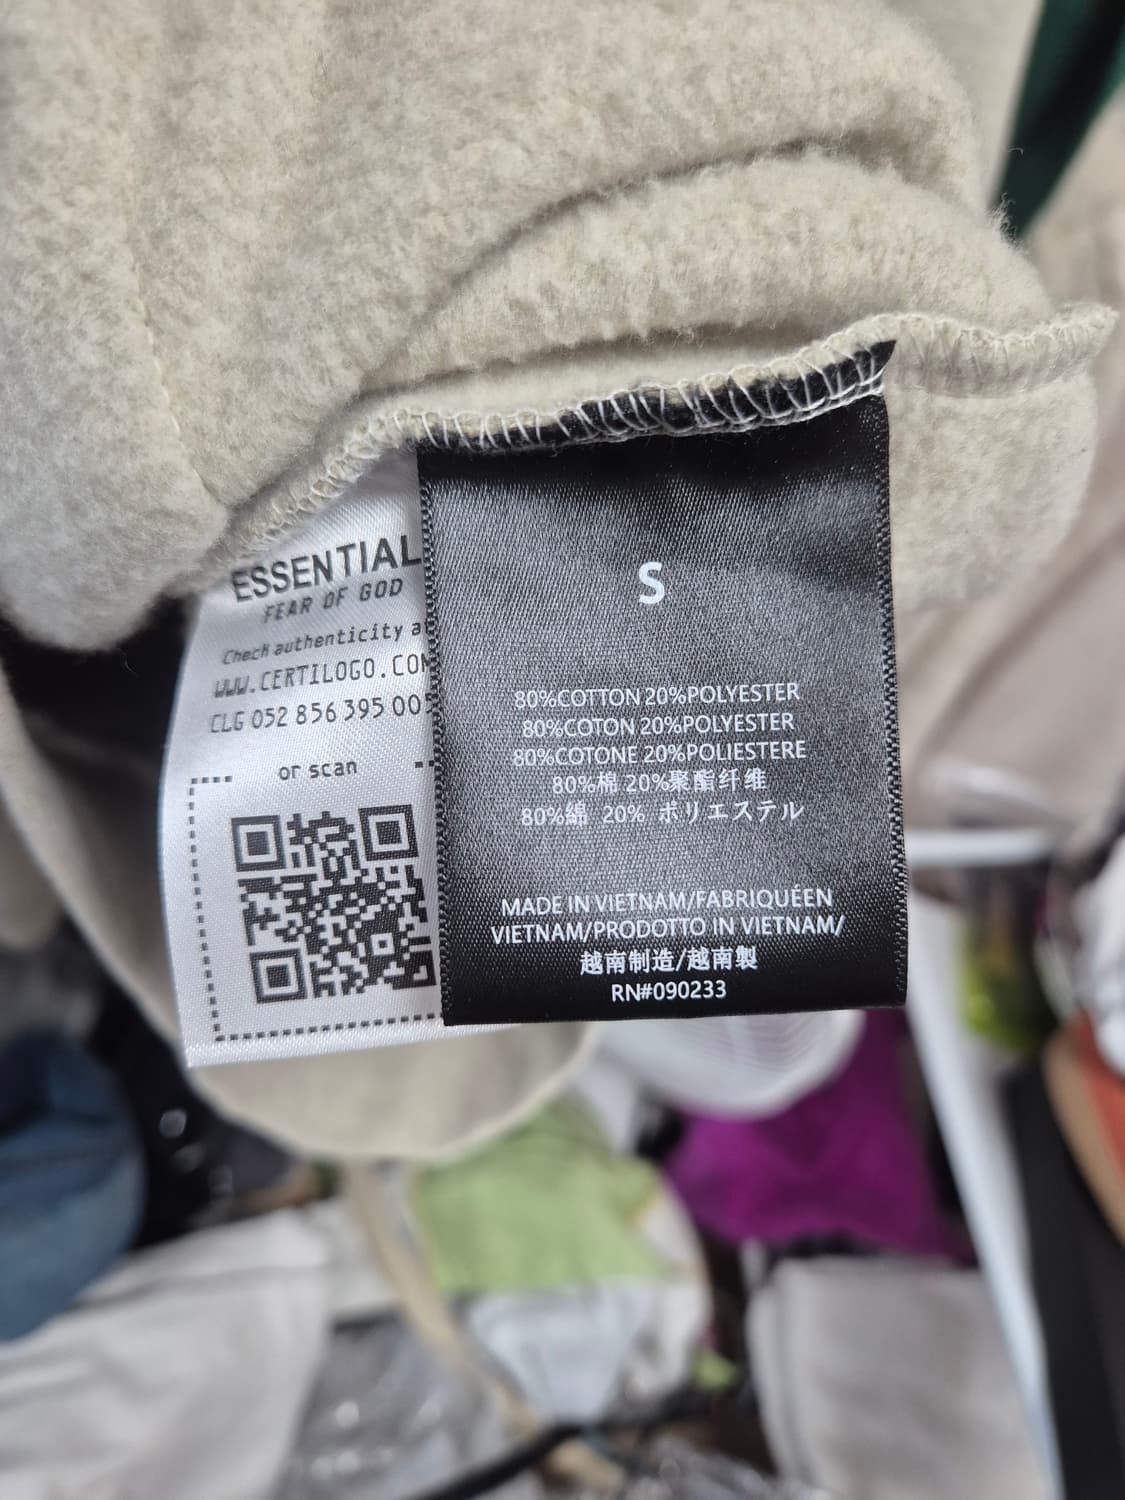 ESSENTIAL
FEAR OF GOD
Check authenticity a
WWW.CERTILOGO.COM
CLG 052 856 395 005
or scan
S
80%COTTON 20%POLYESTER
80%COTON 20%POLYESTER
80%COTONE 20%POLIESTERE
80%棉 20%聚酯纤维
80%綿 20% ポリエステル
MADE IN VIETNAM/FABRIQUÉEN
VIETNAM/PRODOTTO IN VIETNAM/
越南制造/越南製
RN#090233